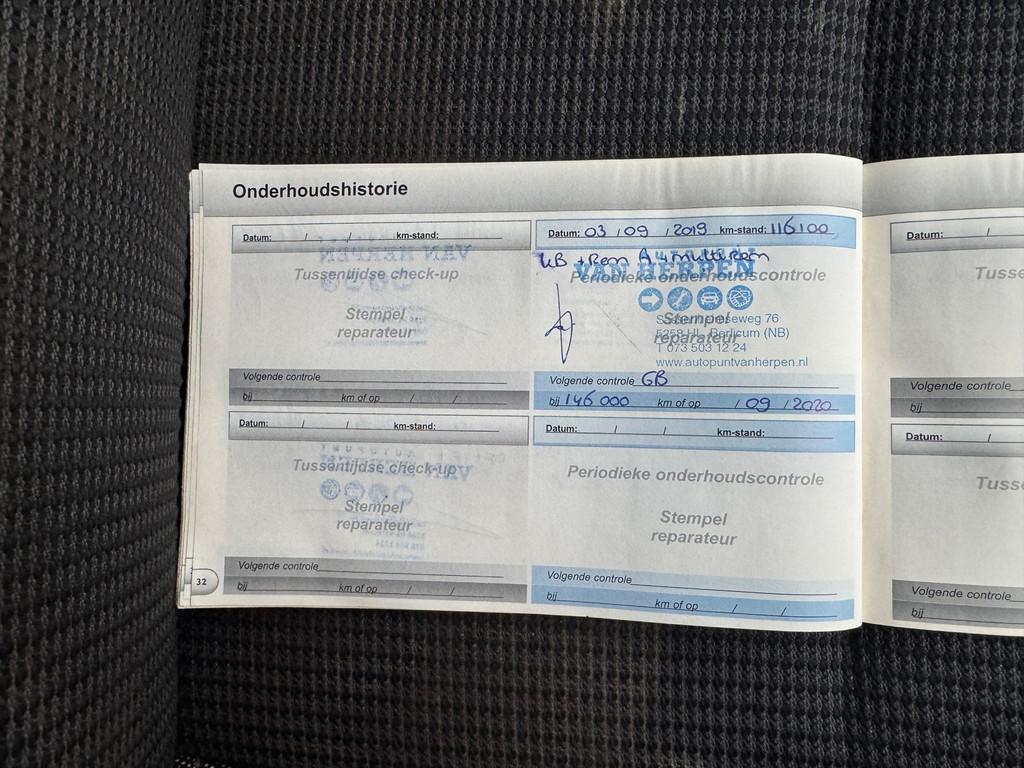 Onderhoudshistorie
Datum: / / km-stand:
Tussentijdse check-up
Stempel
reparateur
Volgende controle
bij km of op / /
Datum: 03 / 09 / 2019 km-stand: 116100
GB + Rem A + multiriem
VAN HERPEN
Periodieke onderhoudscontrole
Stempel
reparateur
76
5258 HL Berlicum (NB)
T 073 503 12 24
www.autopuntvanherpen.nl
Volgende controle GB
bij 146 000 km of op / 09 / 2020
Datum: / / km-stand:
Tussentijdse check-up
Stempel
reparateur
Volgende controle
bij km of op / /
Datum: / / km-stand:
Periodieke onderhoudscontrole
Stempel
reparateur
Volgende controle
bij km of op / /
32
Datum: /
Volgende controle
bij
Datum: /
Volgende controle
bij